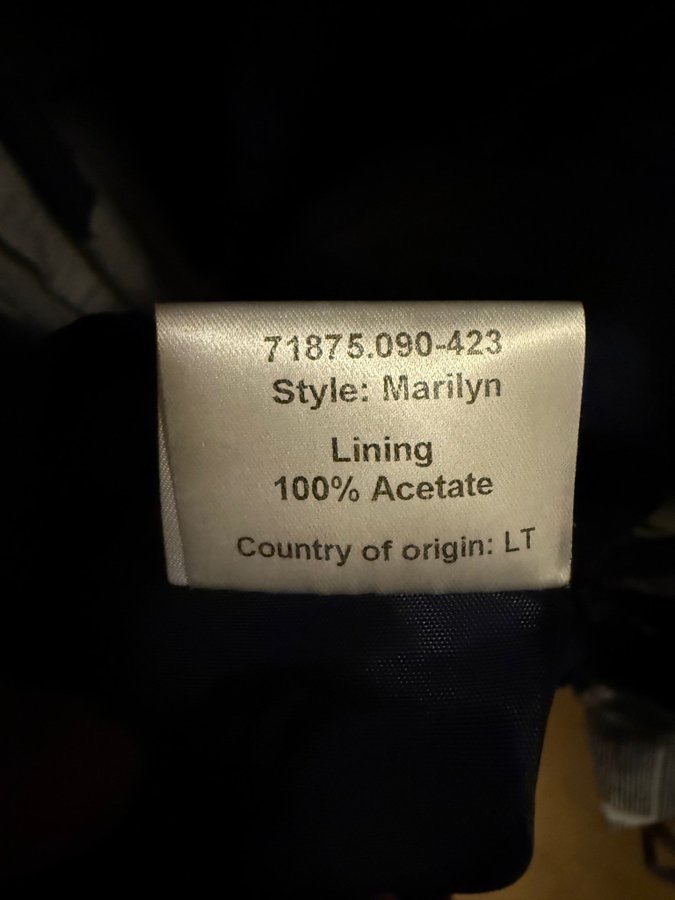 71875.090-423
Style: Marilyn
Lining
100% Acetate
Country of origin: LT